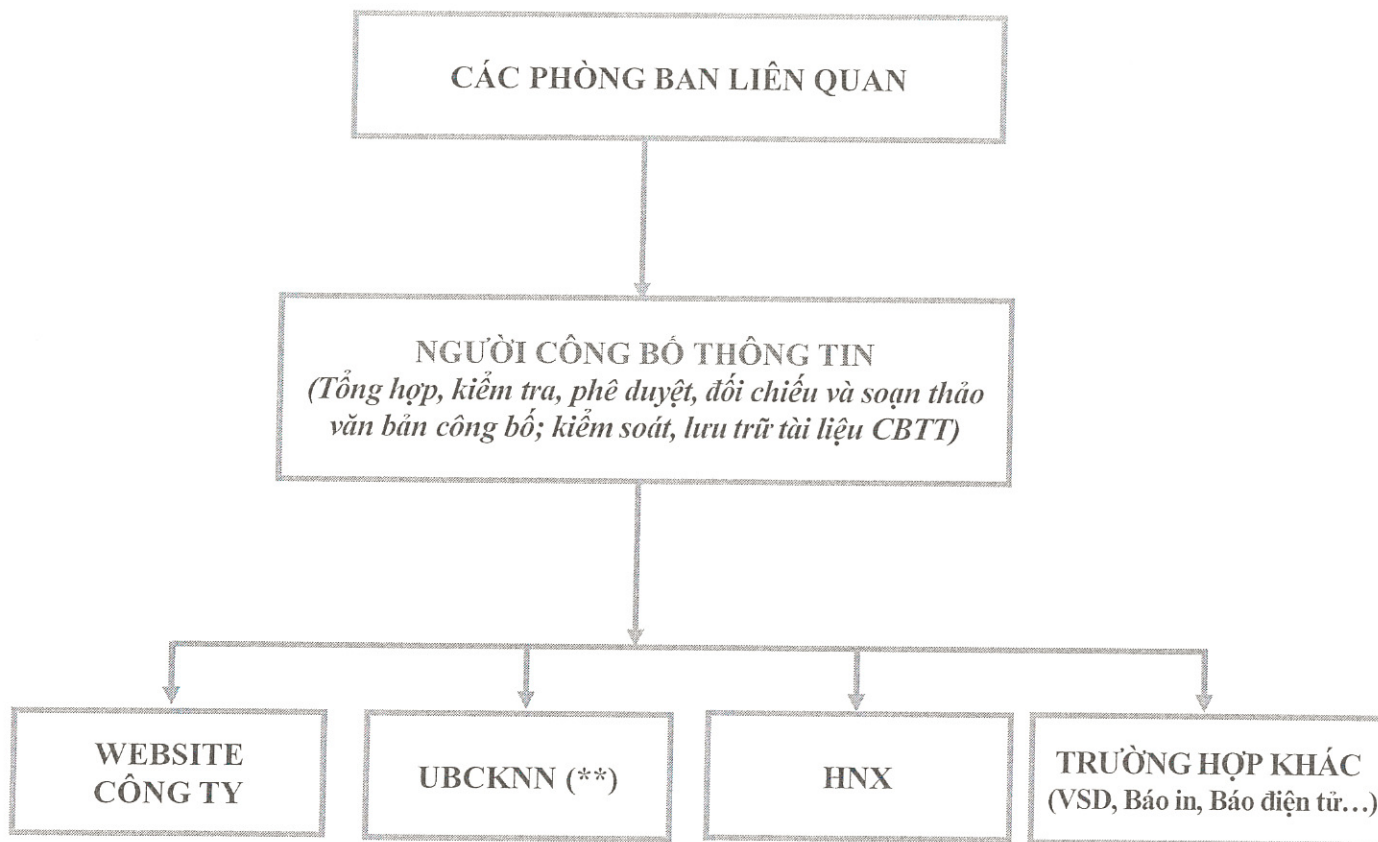 CÁC PHÒNG BAN LIÊN QUAN
NGƯỜI CÔNG BỐ THÔNG TIN
(Tổng hợp, kiểm tra, phê duyệt, đối chiếu và soạn thảo
văn bản công bố; kiểm soát, lưu trữ tài liệu CBTT)
WEBSITE
CÔNG TY
UBCKNN (**)
HNX
TRƯỜNG HỢP KHÁC
(VSD, Báo in, Báo điện tử…)